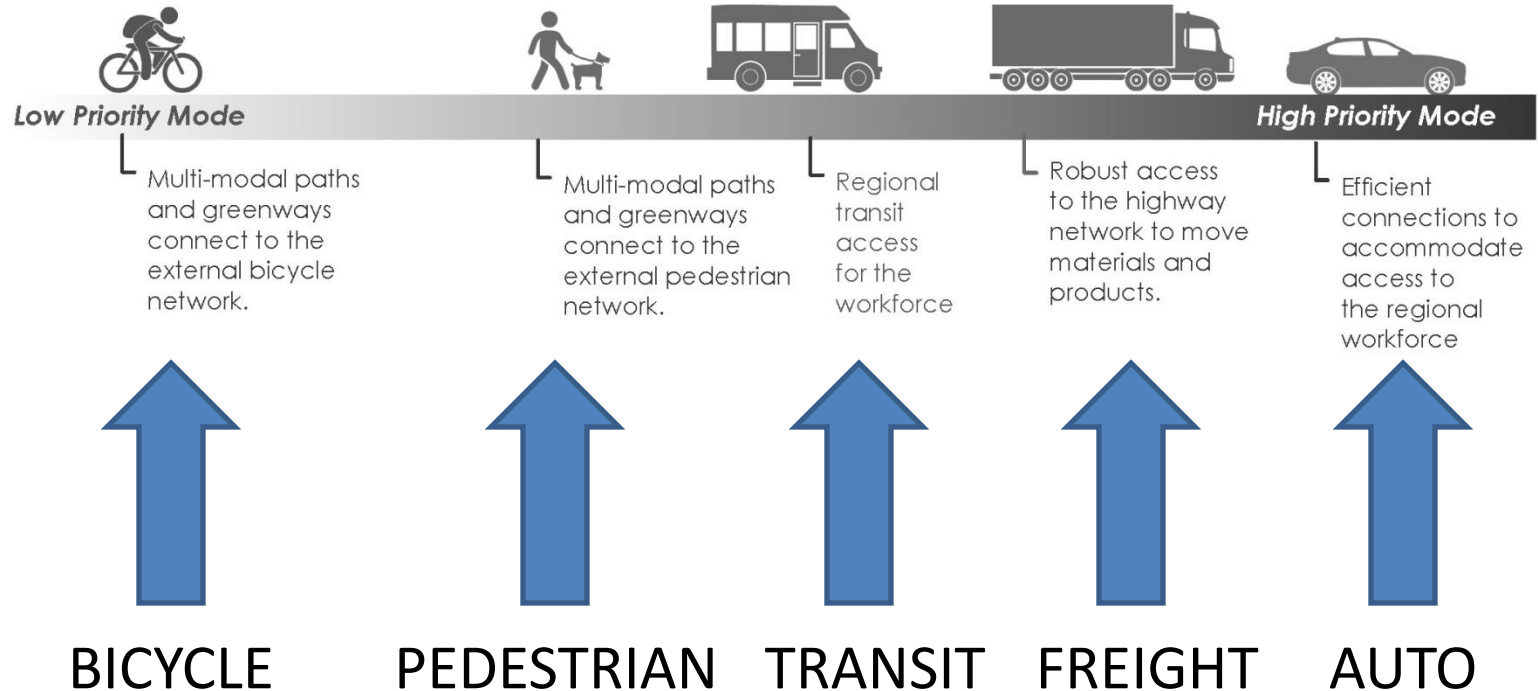 Low Priority Mode
High Priority Mode
Multi-modal paths
and greenways
connect to the
external bicycle
network.
Multi-modal paths
and greenways
connect to the
external pedestrian
network.
Regional
transit
access
for the
workforce
Robust access
to the highway
network to move
materials and
products.
Efficient
connections to
accommodate
access to
the regional
workforce
BICYCLE
PEDESTRIAN
TRANSIT
FREIGHT
AUTO